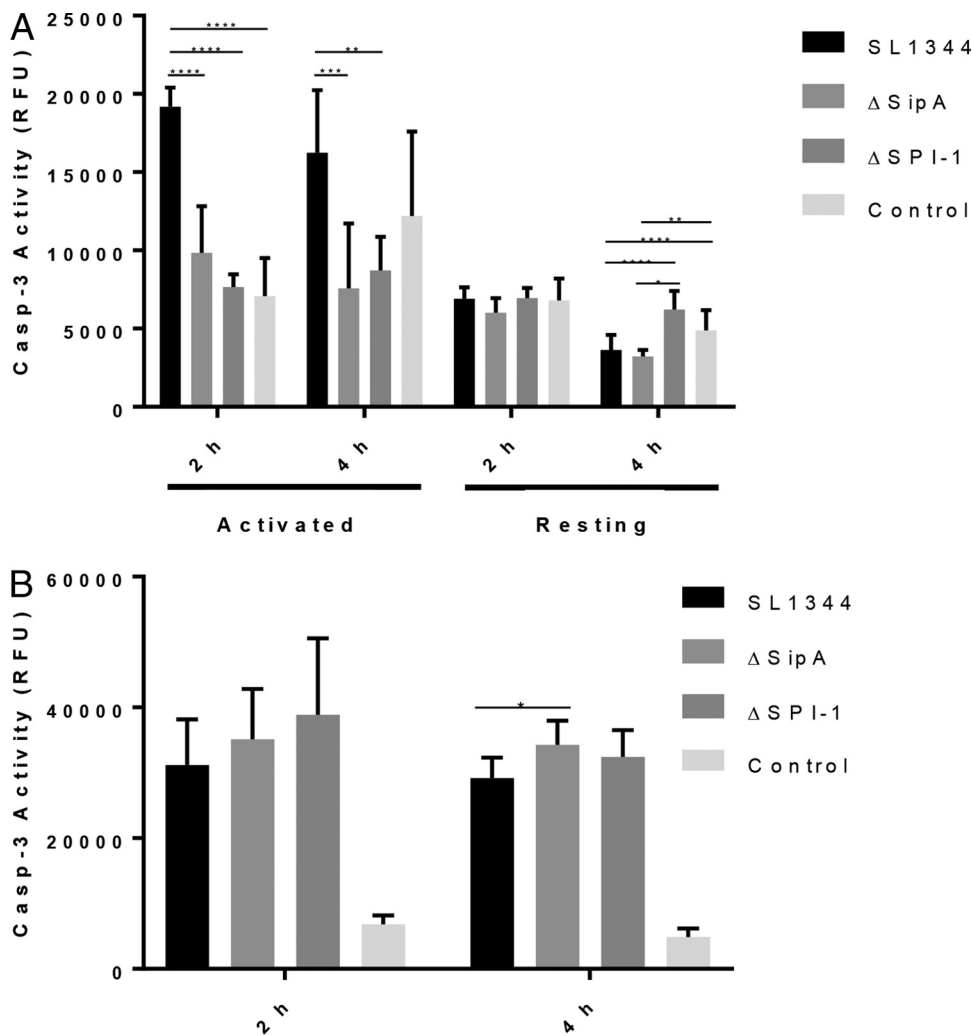 A
Casp-3 Activity (RFU)
25000
20000
15000
10000
5000
0
****
****
****
**
***
**
****
****
*
SL1344
ΔSipA
ΔSPI-1
Control
2 h
4 h
2 h
4 h
Activated
Resting
B
Casp-3 Activity (RFU)
60000
40000
20000
0
*
SL1344
ΔSipA
ΔSPI-1
Control
2 h
4 h